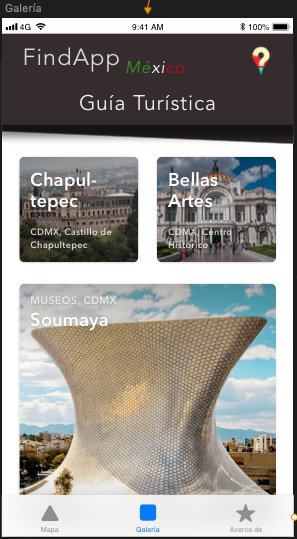 Galería
4G 9:41 AM 100%
FindApp
México
Guía Turística
Chapul-
tepec
CDMX, Castillo de
Chapultepec
Bellas
Artes
CDMX, Centro
Histórico
MUSEOS, CDMX
Soumaya
Mapa Galería Acerca de